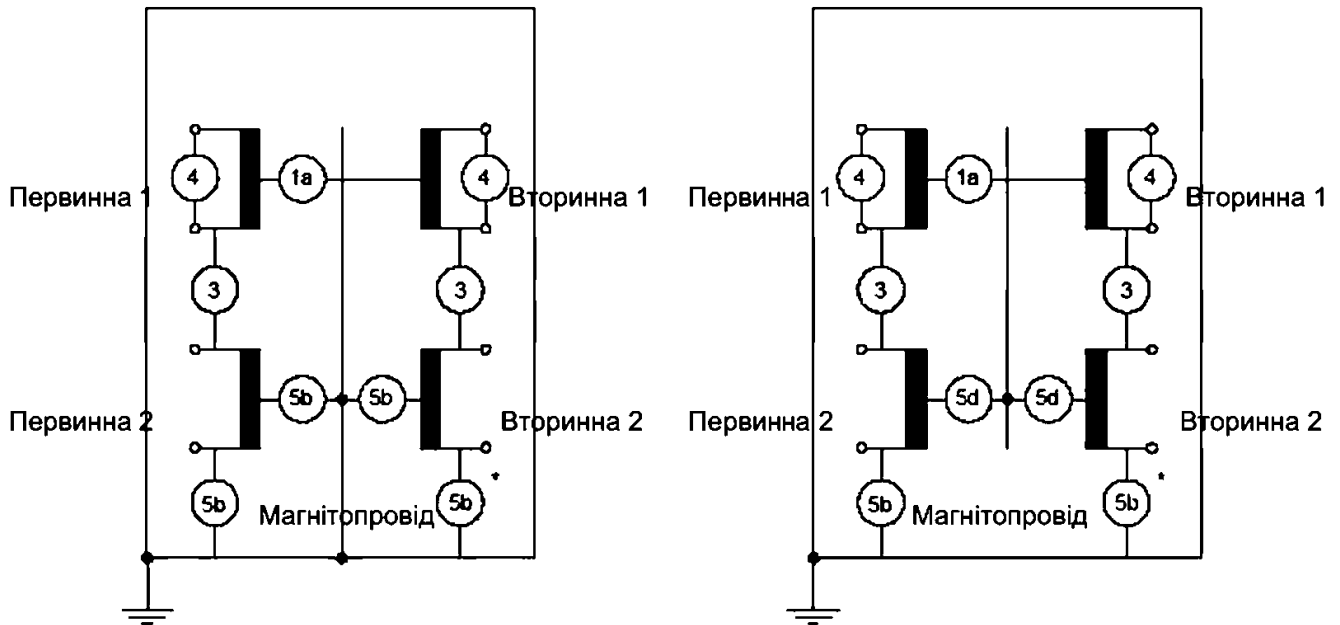 4 1a 4 4 1a 4
Первинна 1 Вторинна 1 Первинна 1 Вторинна 1
3 3 3 3
5b 5b 5d 5d
Первинна 2 Вторинна 2 Первинна 2 Вторинна 2
5b 5b * 5b 5b *
Магнітопровід Магнітопровід